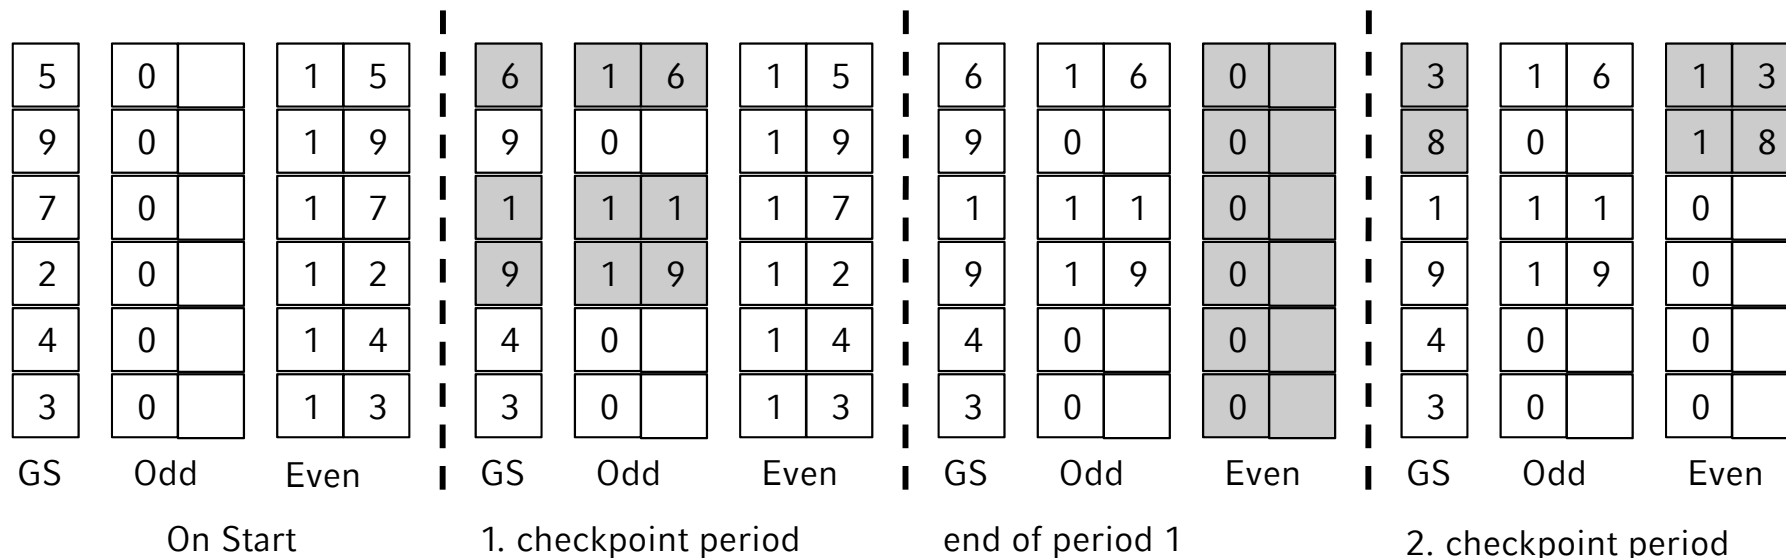 5 0 1 5 6 1 6 1 5 6 1 6 0 3 1 6 1 3
9 0 1 9 9 0 1 9 9 0 0 8 0 1 8
7 0 1 7 1 1 1 1 7 1 1 1 0 1 1 1 0
2 0 1 2 9 1 9 1 2 9 1 9 0 9 1 9 0
4 0 1 4 4 0 1 4 4 0 0 4 0 0
3 0 1 3 3 0 1 3 3 0 0 3 0 0
GS Odd Even GS Odd Even GS Odd Even GS Odd Even
On Start 1. checkpoint period end of period 1 2. checkpoint period